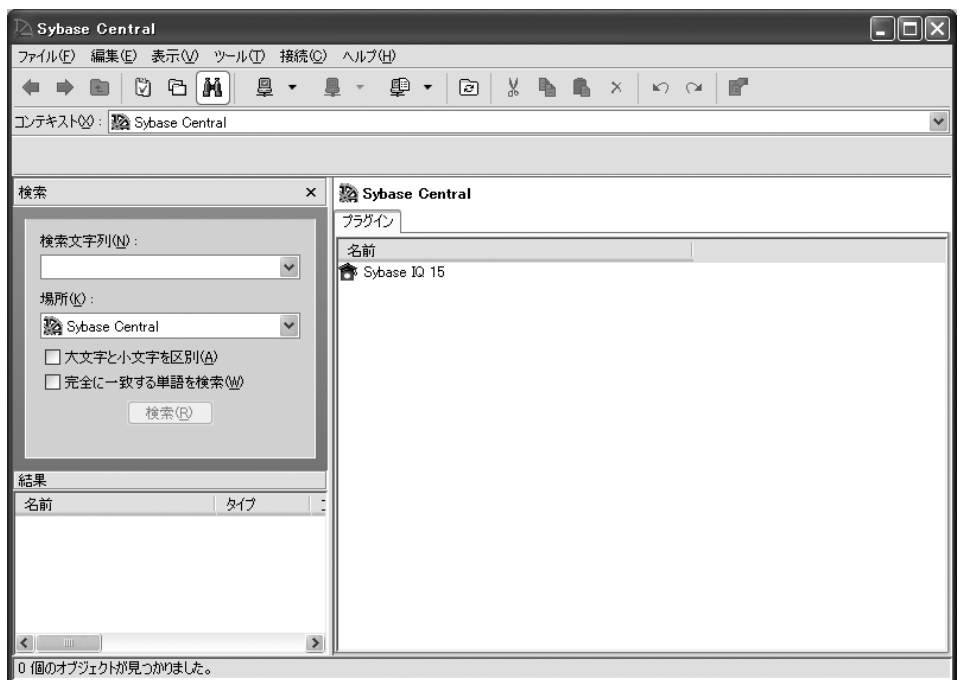 Sybase Central
ファイル(F) 編集(E) 表示(V) ツール(T) 接続(C) ヘルプ(H)
コンテキスト(X) : Sybase Central
検索
検索文字列(N) :
場所(K) :
Sybase Central
大文字と小文字を区別(A)
完全に一致する単語を検索(W)
検索(R)
結果
名前 タイプ
0 個のオブジェクトが見つかりました。
Sybase Central
プラグイン
名前
Sybase IQ 15